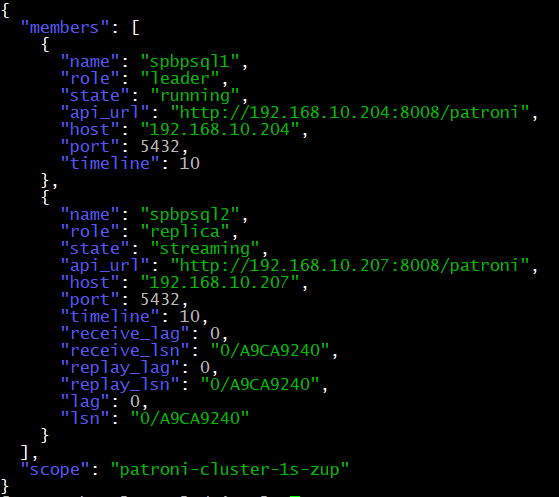 {
"members": [
{
"name": "spbpsql1",
"role": "leader",
"state": "running",
"api_url": "http://192.168.10.204:8008/patroni",
"host": "192.168.10.204",
"port": 5432,
"timeline": 10
},
{
"name": "spbpsql2",
"role": "replica",
"state": "streaming",
"api_url": "http://192.168.10.207:8008/patroni",
"host": "192.168.10.207",
"port": 5432,
"timeline": 10,
"receive_lag": 0,
"receive_lsn": "0/A9CA9240",
"replay_lag": 0,
"replay_lsn": "0/A9CA9240",
"lag": 0,
"lsn": "0/A9CA9240"
}
],
"scope": "patroni-cluster-1s-zup"
}